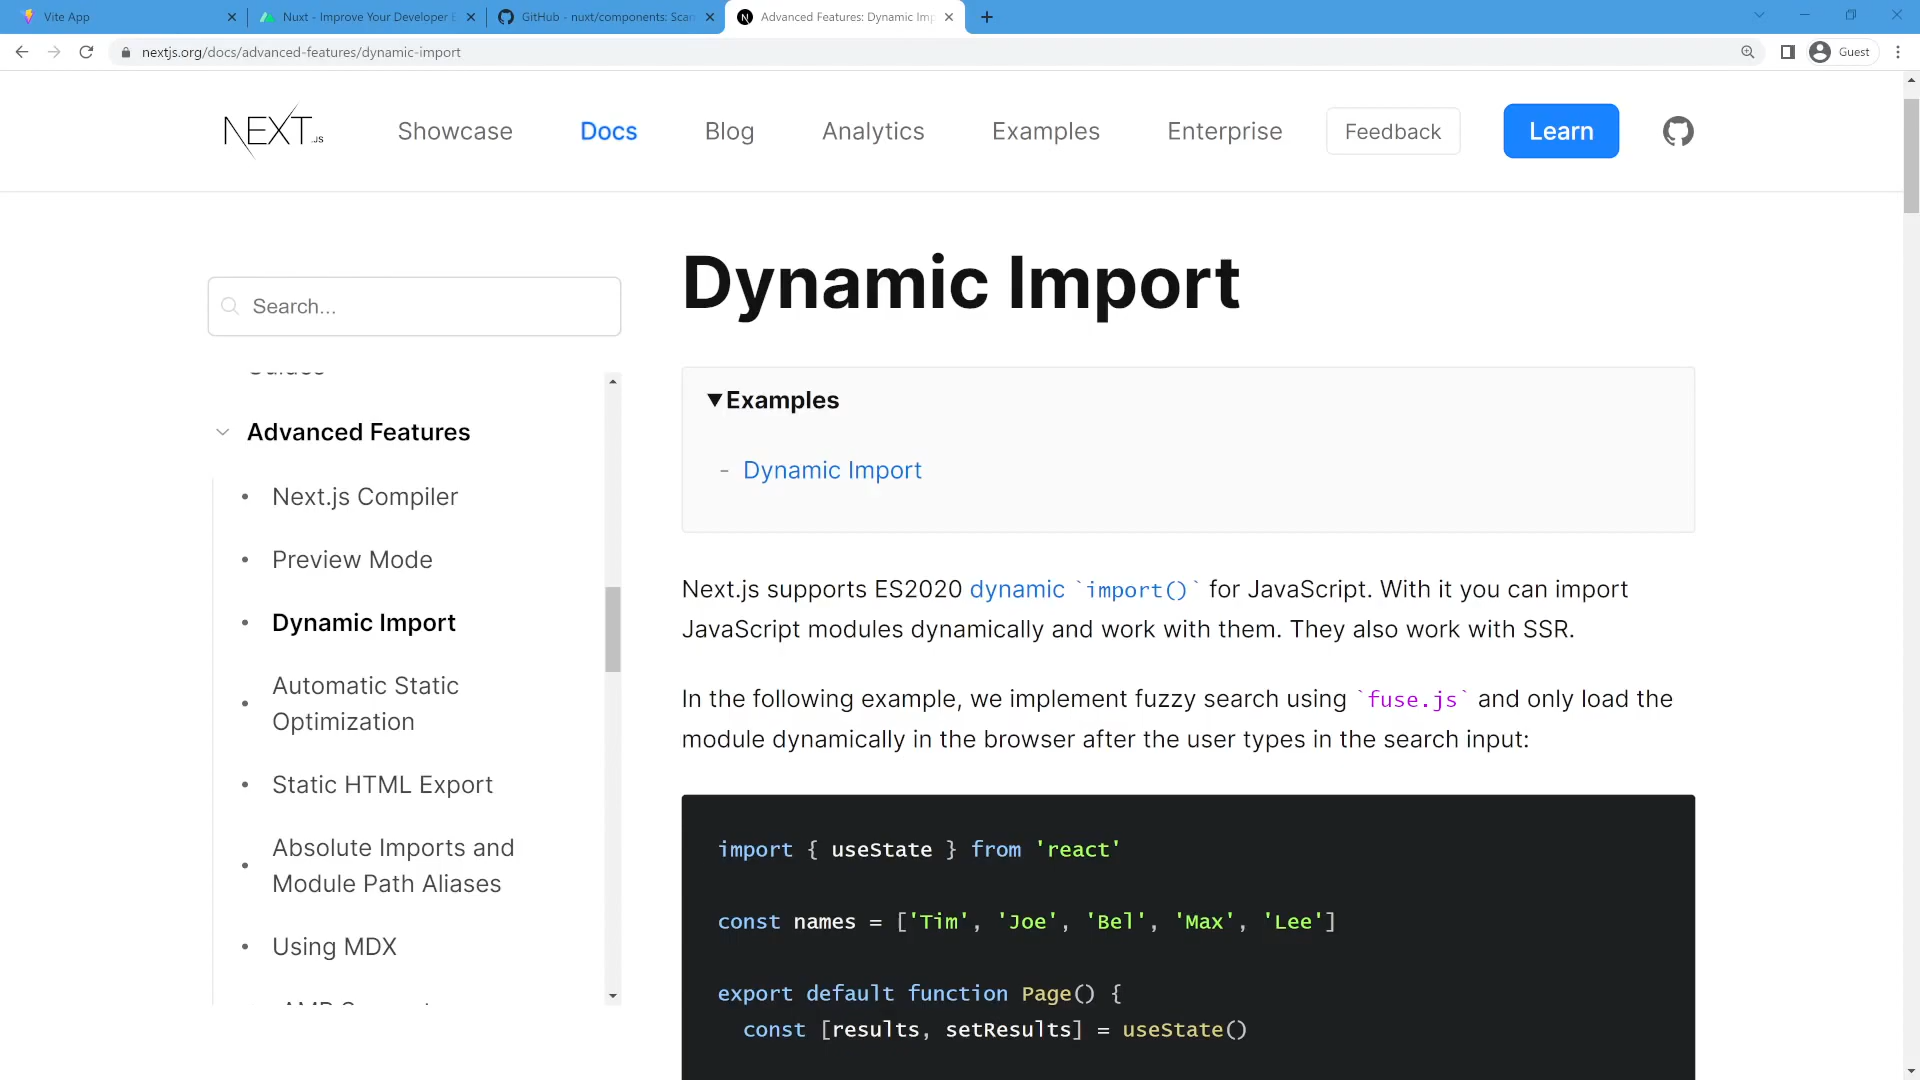 Vite App
Nuxt - Improve Your Developer E
GitHub - nuxt/components: Scan
Advanced Features: Dynamic Imp
nextjs.org/docs/advanced-features/dynamic-import
Guest
NEXT.JS
Showcase
Docs
Blog
Analytics
Examples
Enterprise
Feedback
Learn
Search...
Guides
Advanced Features
• Next.js Compiler
• Preview Mode
• Dynamic Import
• Automatic Static
Optimization
• Static HTML Export
• Absolute Imports and
Module Path Aliases
• Using MDX
Dynamic Import
▼Examples
- Dynamic Import
Next.js supports ES2020 dynamic `import()` for JavaScript. With it you can import
JavaScript modules dynamically and work with them. They also work with SSR.
In the following example, we implement fuzzy search using `fuse.js` and only load the
module dynamically in the browser after the user types in the search input:
import { useState } from 'react'
const names = ['Tim', 'Joe', 'Bel', 'Max', 'Lee']
export default function Page() {
const [results, setResults] = useState()